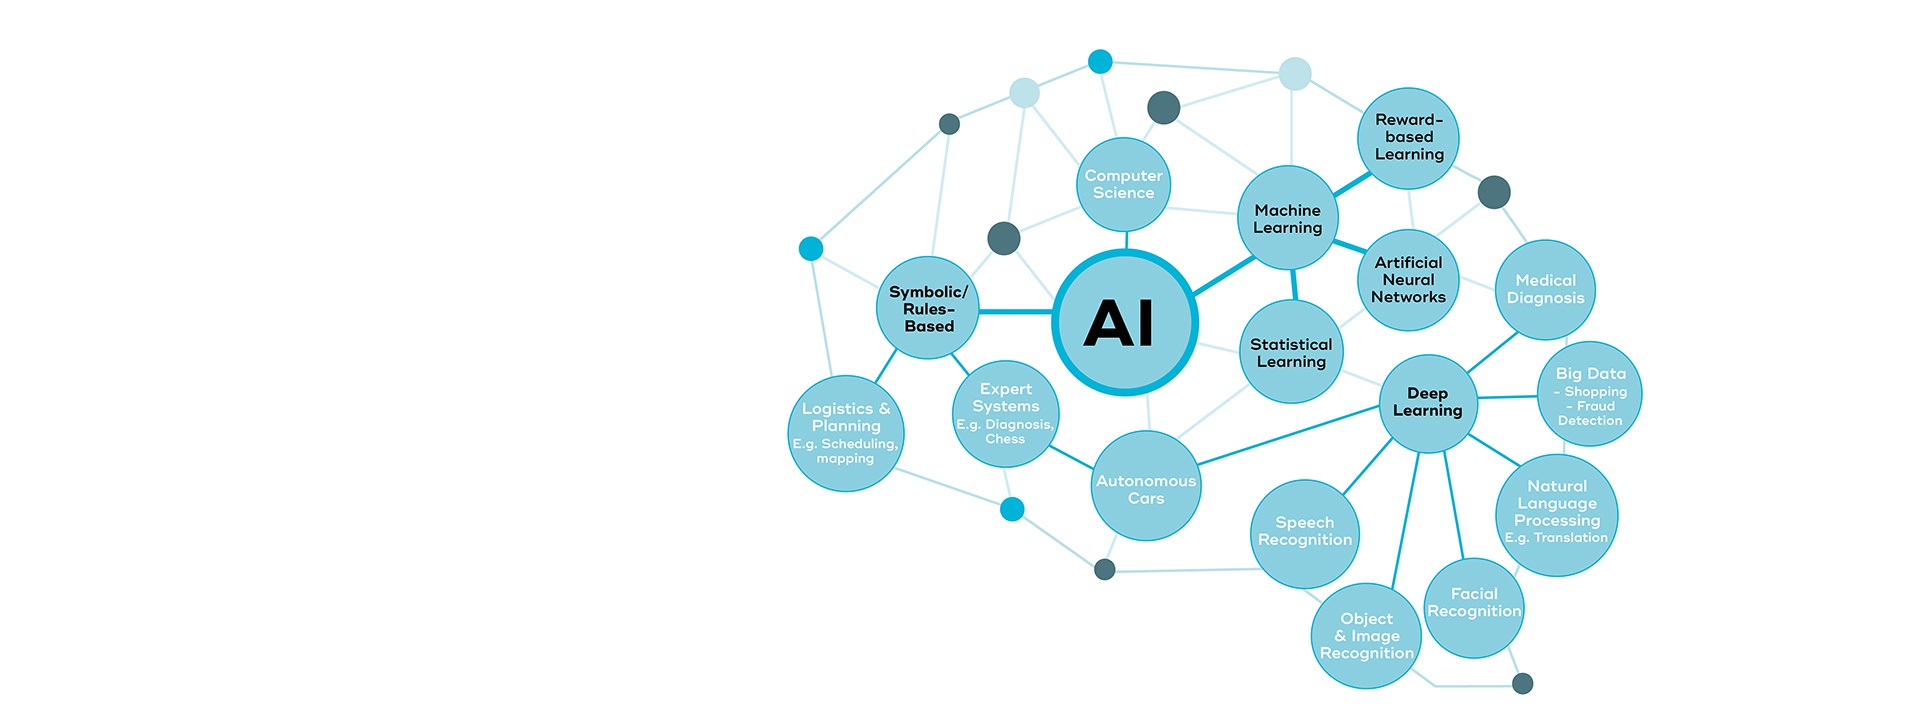 Reward-
based
Learning
Computer
Science
Machine
Learning
Artificial
Neural
Networks
Medical
Diagnosis
Symbolic/
Rules-
Based
AI
Statistical
Learning
Deep
Learning
Big Data
- Shopping
- Fraud
Detection
Expert
Systems
E.g. Diagnosis,
Chess
Logistics &
Planning
E.g. Scheduling,
mapping
Autonomous
Cars
Natural
Language
Processing
E.g. Translation
Speech
Recognition
Facial
Recognition
Object
& Image
Recognition